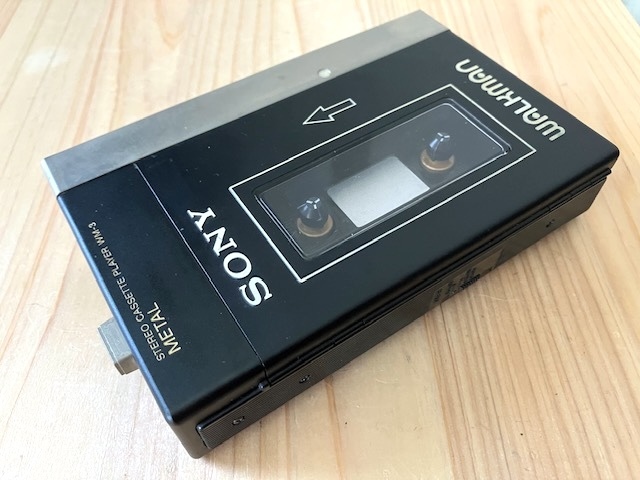 WALKMAN
SONY
METAL
STEREO CASSETTE PLAYER WM-3